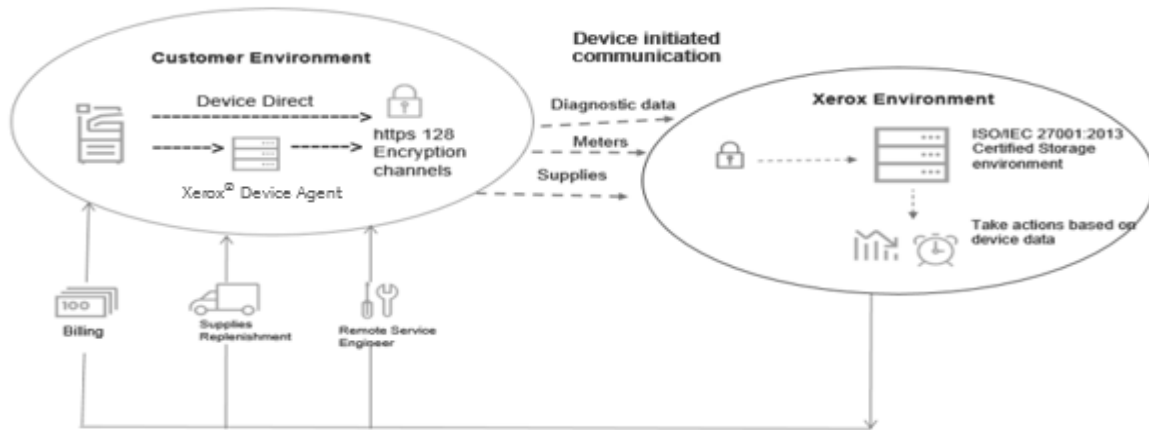 Device initiated
communication
Customer Environment
Device Direct
https 128
Encryption
channels
Xerox® Device Agent
Diagnostic data
Meters
Supplies
Xerox Environment
ISO/IEC 27001:2013
Certified Storage
environment
Take actions based on
device data
100
Billing
Supplies
Replenishment
Remote Service
Engineer